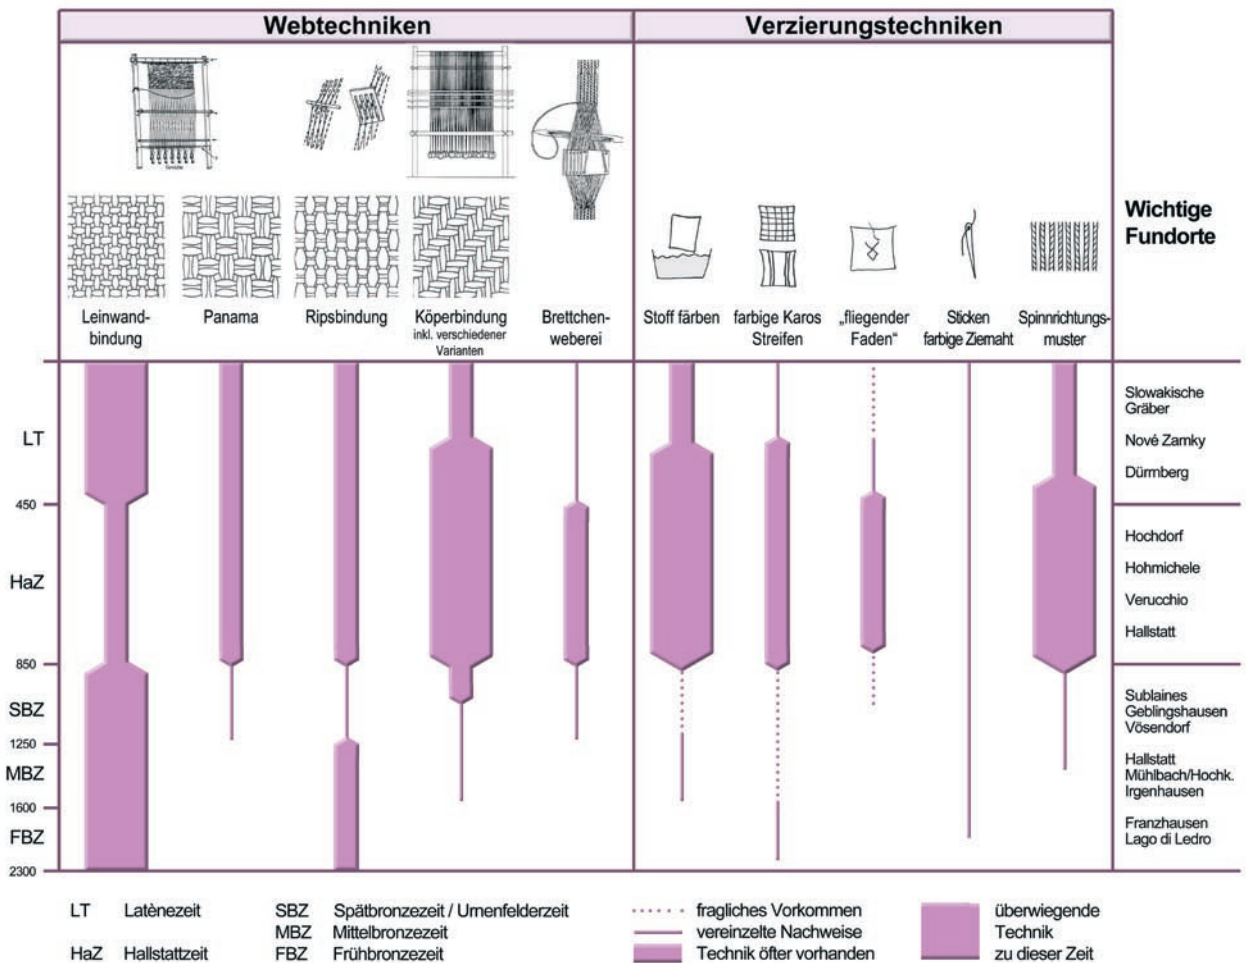 Webtechniken
Verzierungstechniken
Wichtige
Fundorte
Leinwand-
bindung
Panama
Ripsbindung
Köperbindung
inkl. verschiedener
Varianten
Brettchen-
weberei
Stoff färben
farbige Karos
Streifen
„fliegender
Faden“
Sticken
farbige Ziernaht
Spinnrichtungs-
muster
LT
450
HaZ
850
SBZ
1250
MBZ
1600
FBZ
2300
Slowakische
Gräber
Nové Zamky
Dürrnberg
Hochdorf
Hohmichele
Verucchio
Hallstatt
Sublaines
Geblingshausen
Vösendorf
Hallstatt
Mühlbach/Hochk.
Irgenhausen
Franzhausen
Lago di Ledro
LT Latènezeit
HaZ Hallstattzeit
SBZ Spätbronzezeit / Urnenfelderzeit
MBZ Mittelbronzezeit
FBZ Frühbronzezeit
fragliches Vorkommen
vereinzelte Nachweise
Technik öfter vorhanden
überwiegende
Technik
zu dieser Zeit